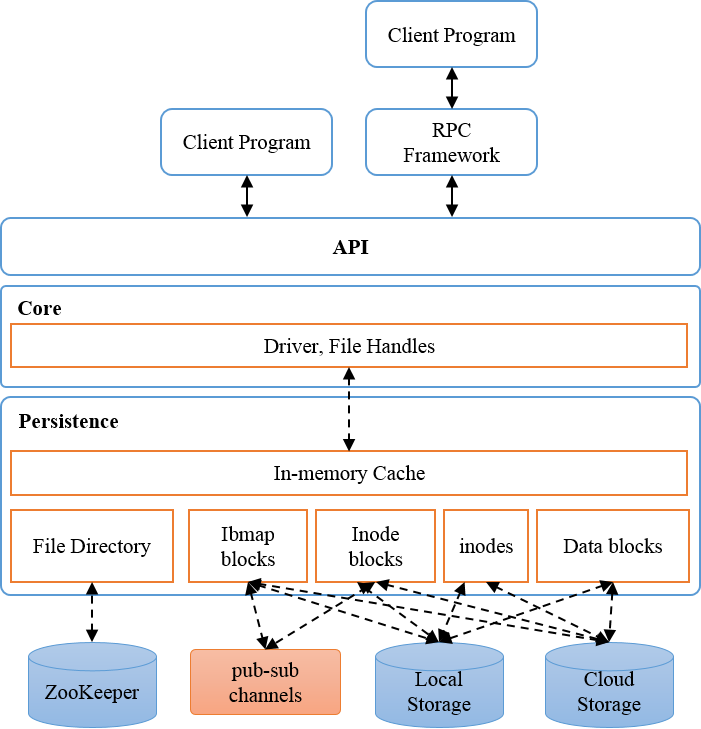 Client Program
Client Program
RPC
Framework
API
Core
Driver, File Handles
Persistence
In-memory Cache
File Directory
Ibmap
blocks
Inode
blocks
inodes
Data blocks
ZooKeeper
pub-sub
channels
Local
Storage
Cloud
Storage